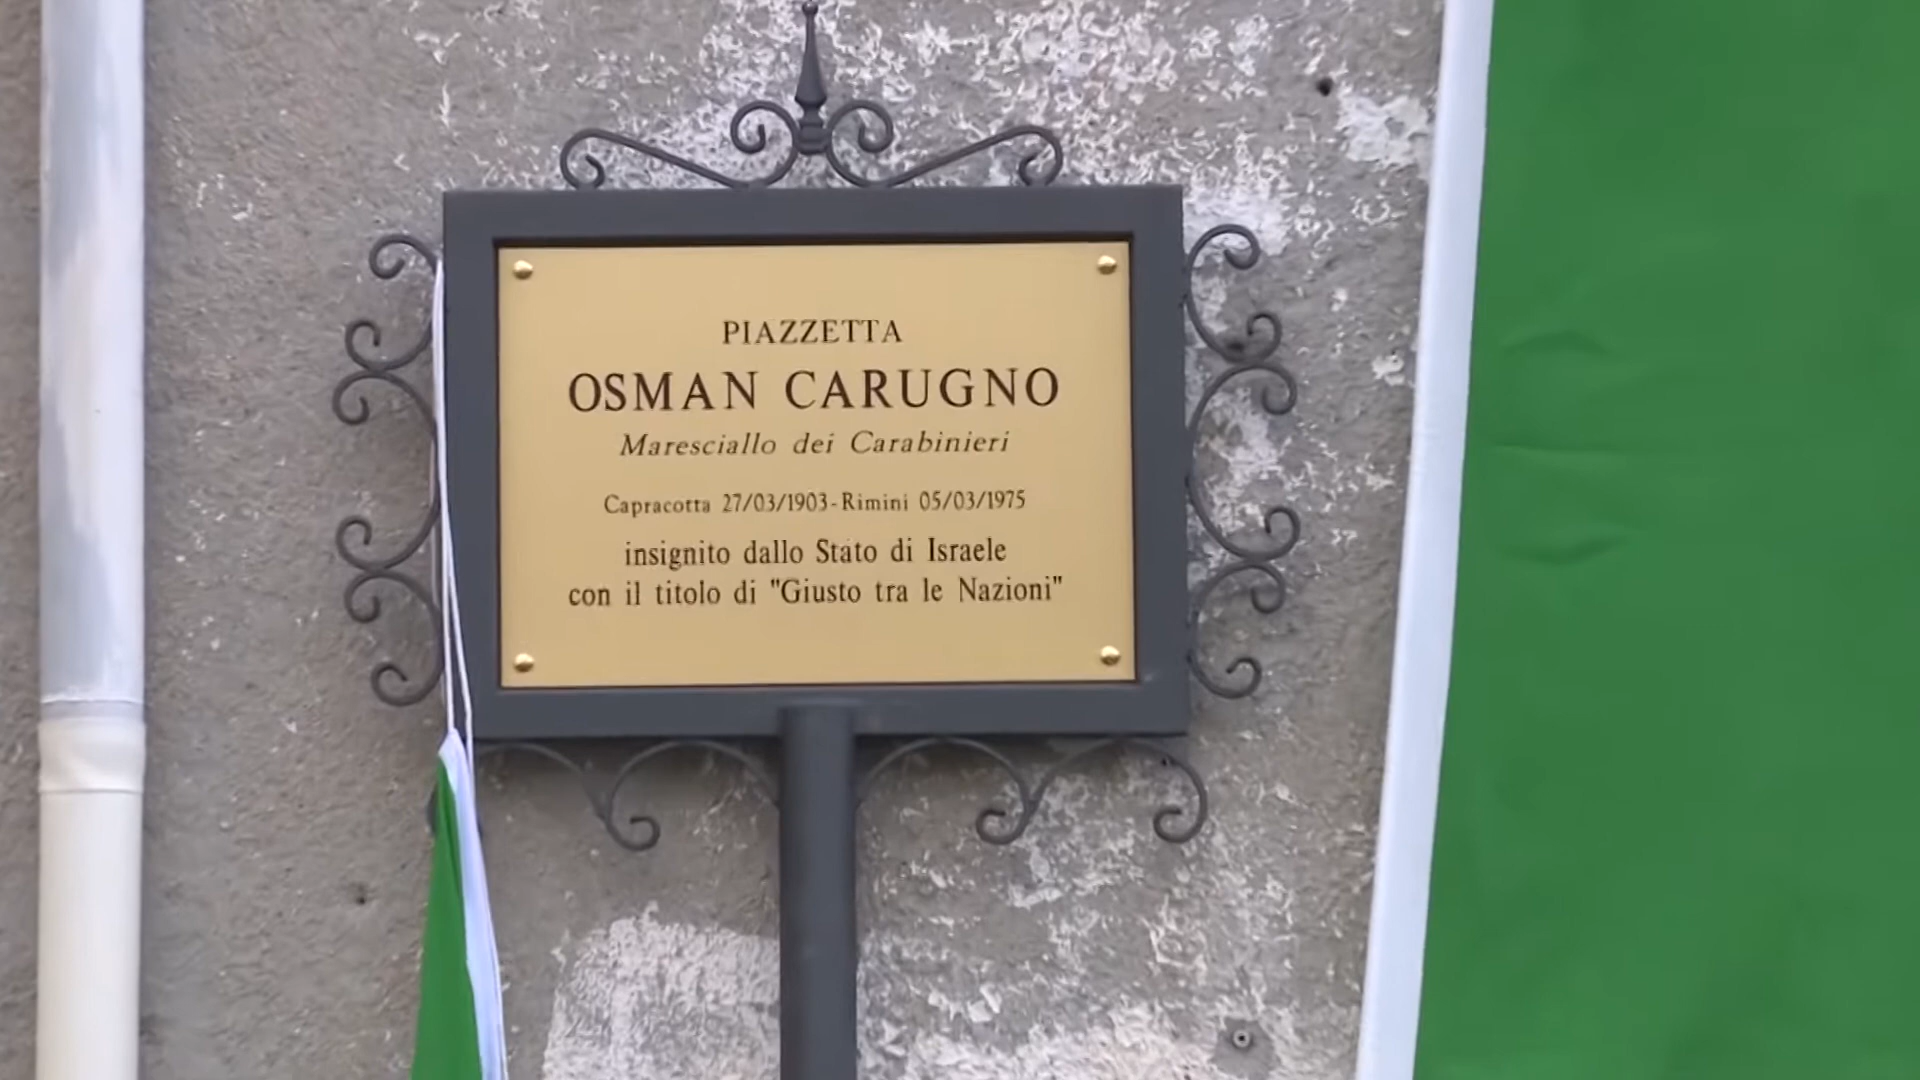 PIAZZETTA
OSMAN CARUGNO
Maresciallo dei Carabinieri
Capracotta 27/03/1903-Rimini 05/03/1975
insignito dallo Stato di Israele
con il titolo di "Giusto tra le Nazioni"